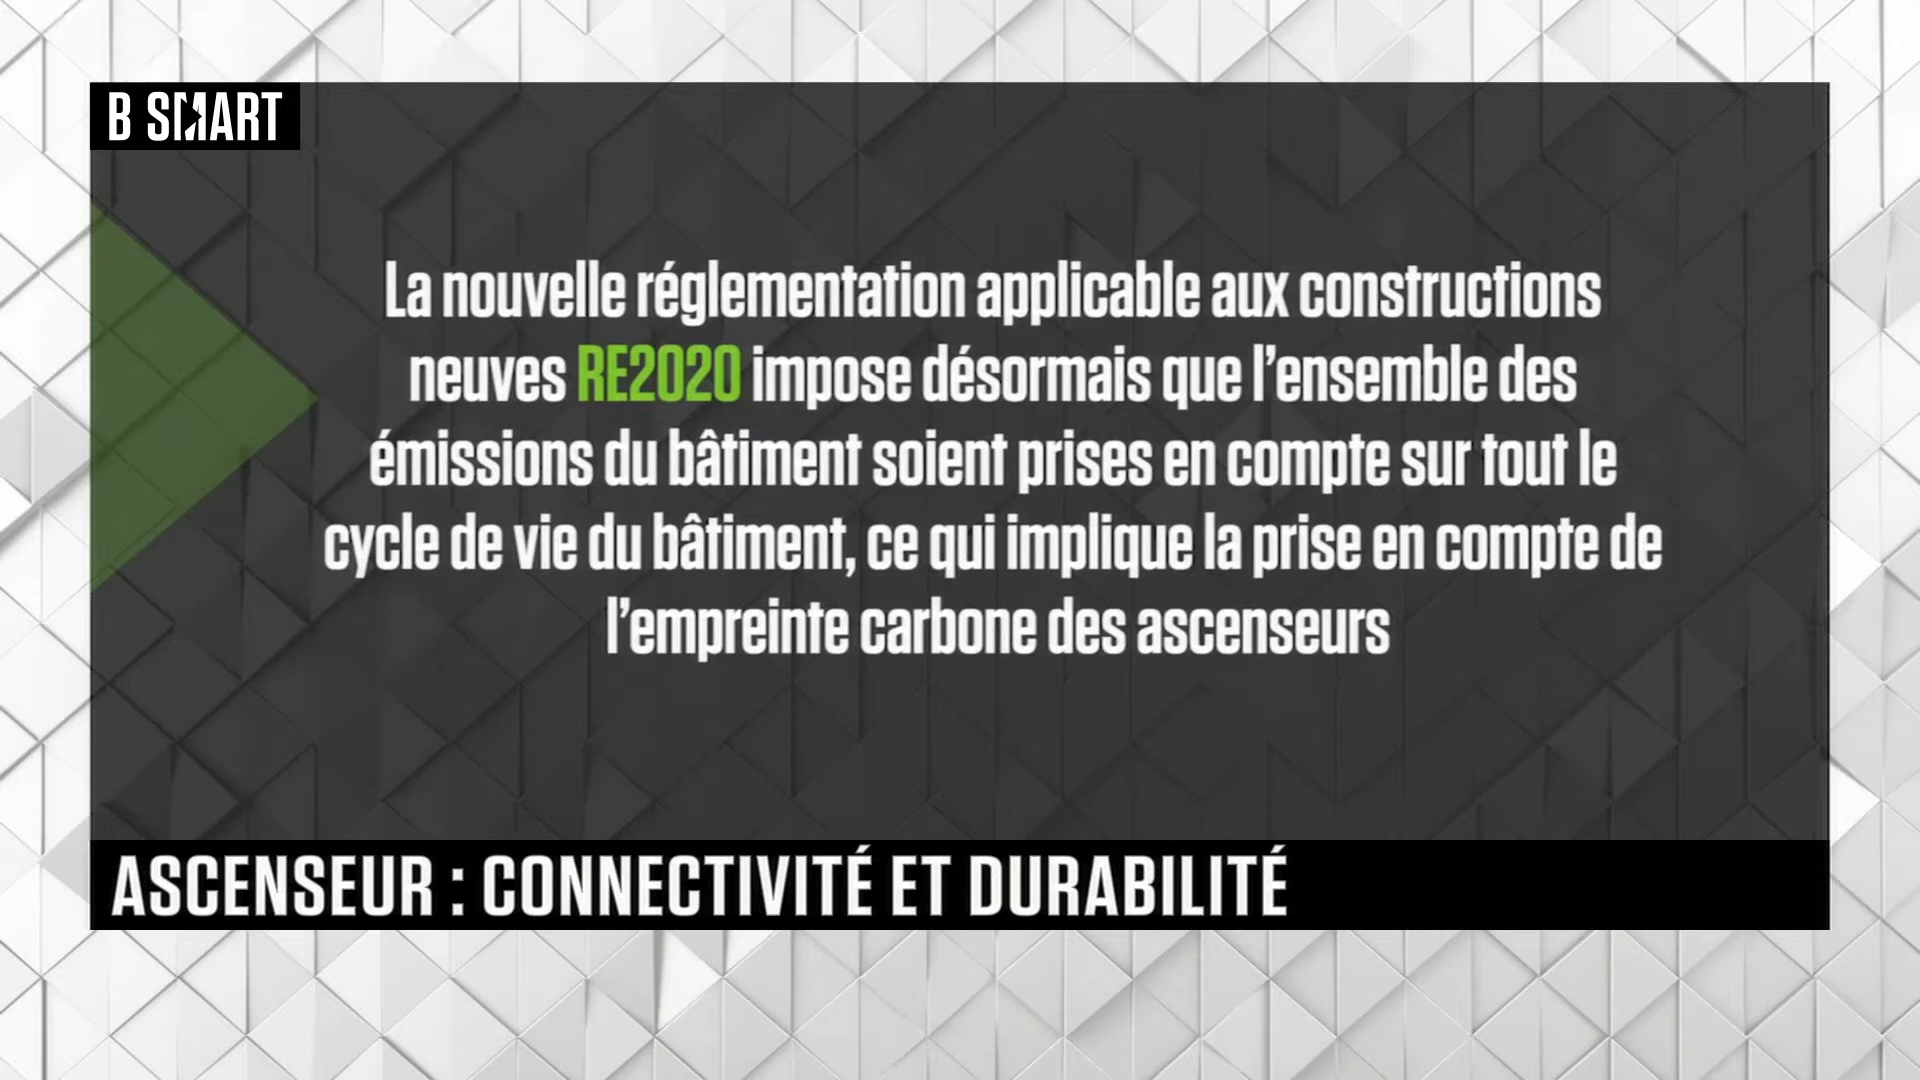 B SMART
La nouvelle réglementation applicable aux constructions
neuves RE2020 impose désormais que l’ensemble des
émissions du bâtiment soient prises en compte sur tout le
cycle de vie du bâtiment, ce qui implique la prise en compte de
l’empreinte carbone des ascenseurs
ASCENSEUR : CONNECTIVITÉ ET DURABILITÉ